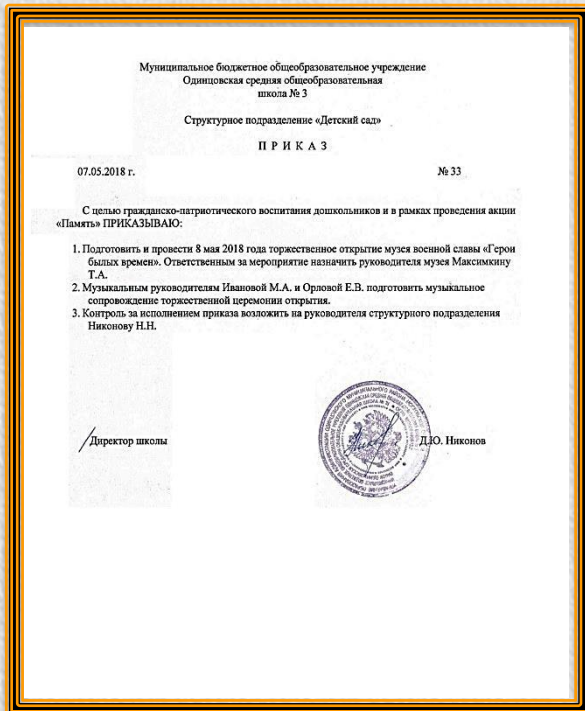 Муниципальное бюджетное общеобразовательное учреждение
Одинцовская средняя общеобразовательная
школа № 3
Структурное подразделение «Детский сад»
П Р И К А З
07.05.2018 г. № 33
С целью гражданско-патриотического воспитания дошкольников и в рамках проведения акции
«Память» ПРИКАЗЫВАЮ:
1. Подготовить и провести 8 мая 2018 года торжественное открытие музея военной славы «Герои
былых времен». Ответственным за мероприятие назначить руководителя музея Максимкину
Т.А.
2. Музыкальным руководителям Ивановой М.А. и Орловой Е.В. подготовить музыкальное
сопровождение торжественной церемонии открытия.
3. Контроль за исполнением приказа возложить на руководителя структурного подразделения
Никонову Н.Н.
Директор школы Д.Ю. Никонов